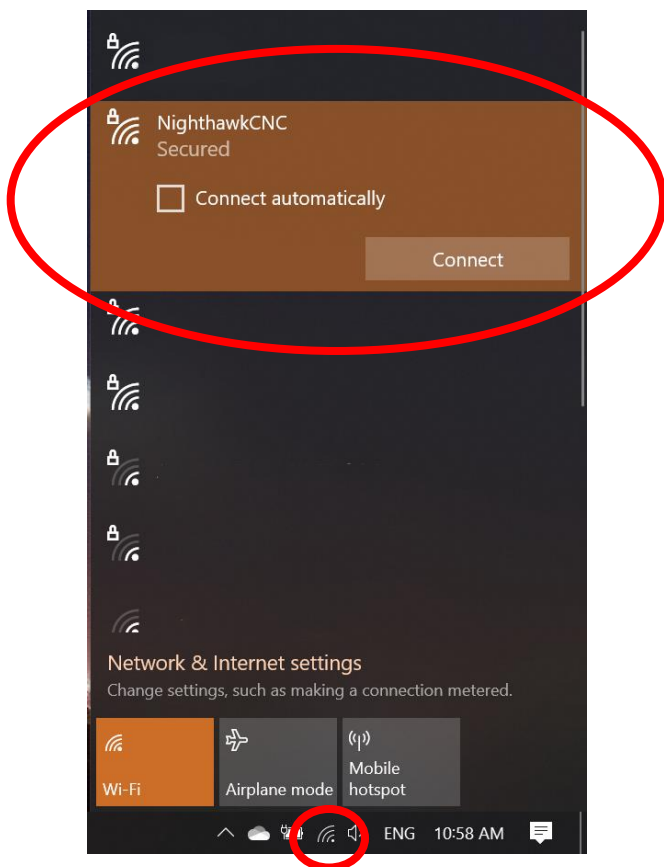 NighthawkCNC
Secured
Connect automatically
Connect
Network & Internet settings
Change settings, such as making a connection metered.
Wi-Fi
Airplane mode
Mobile
hotspot
ENG 10:58 AM